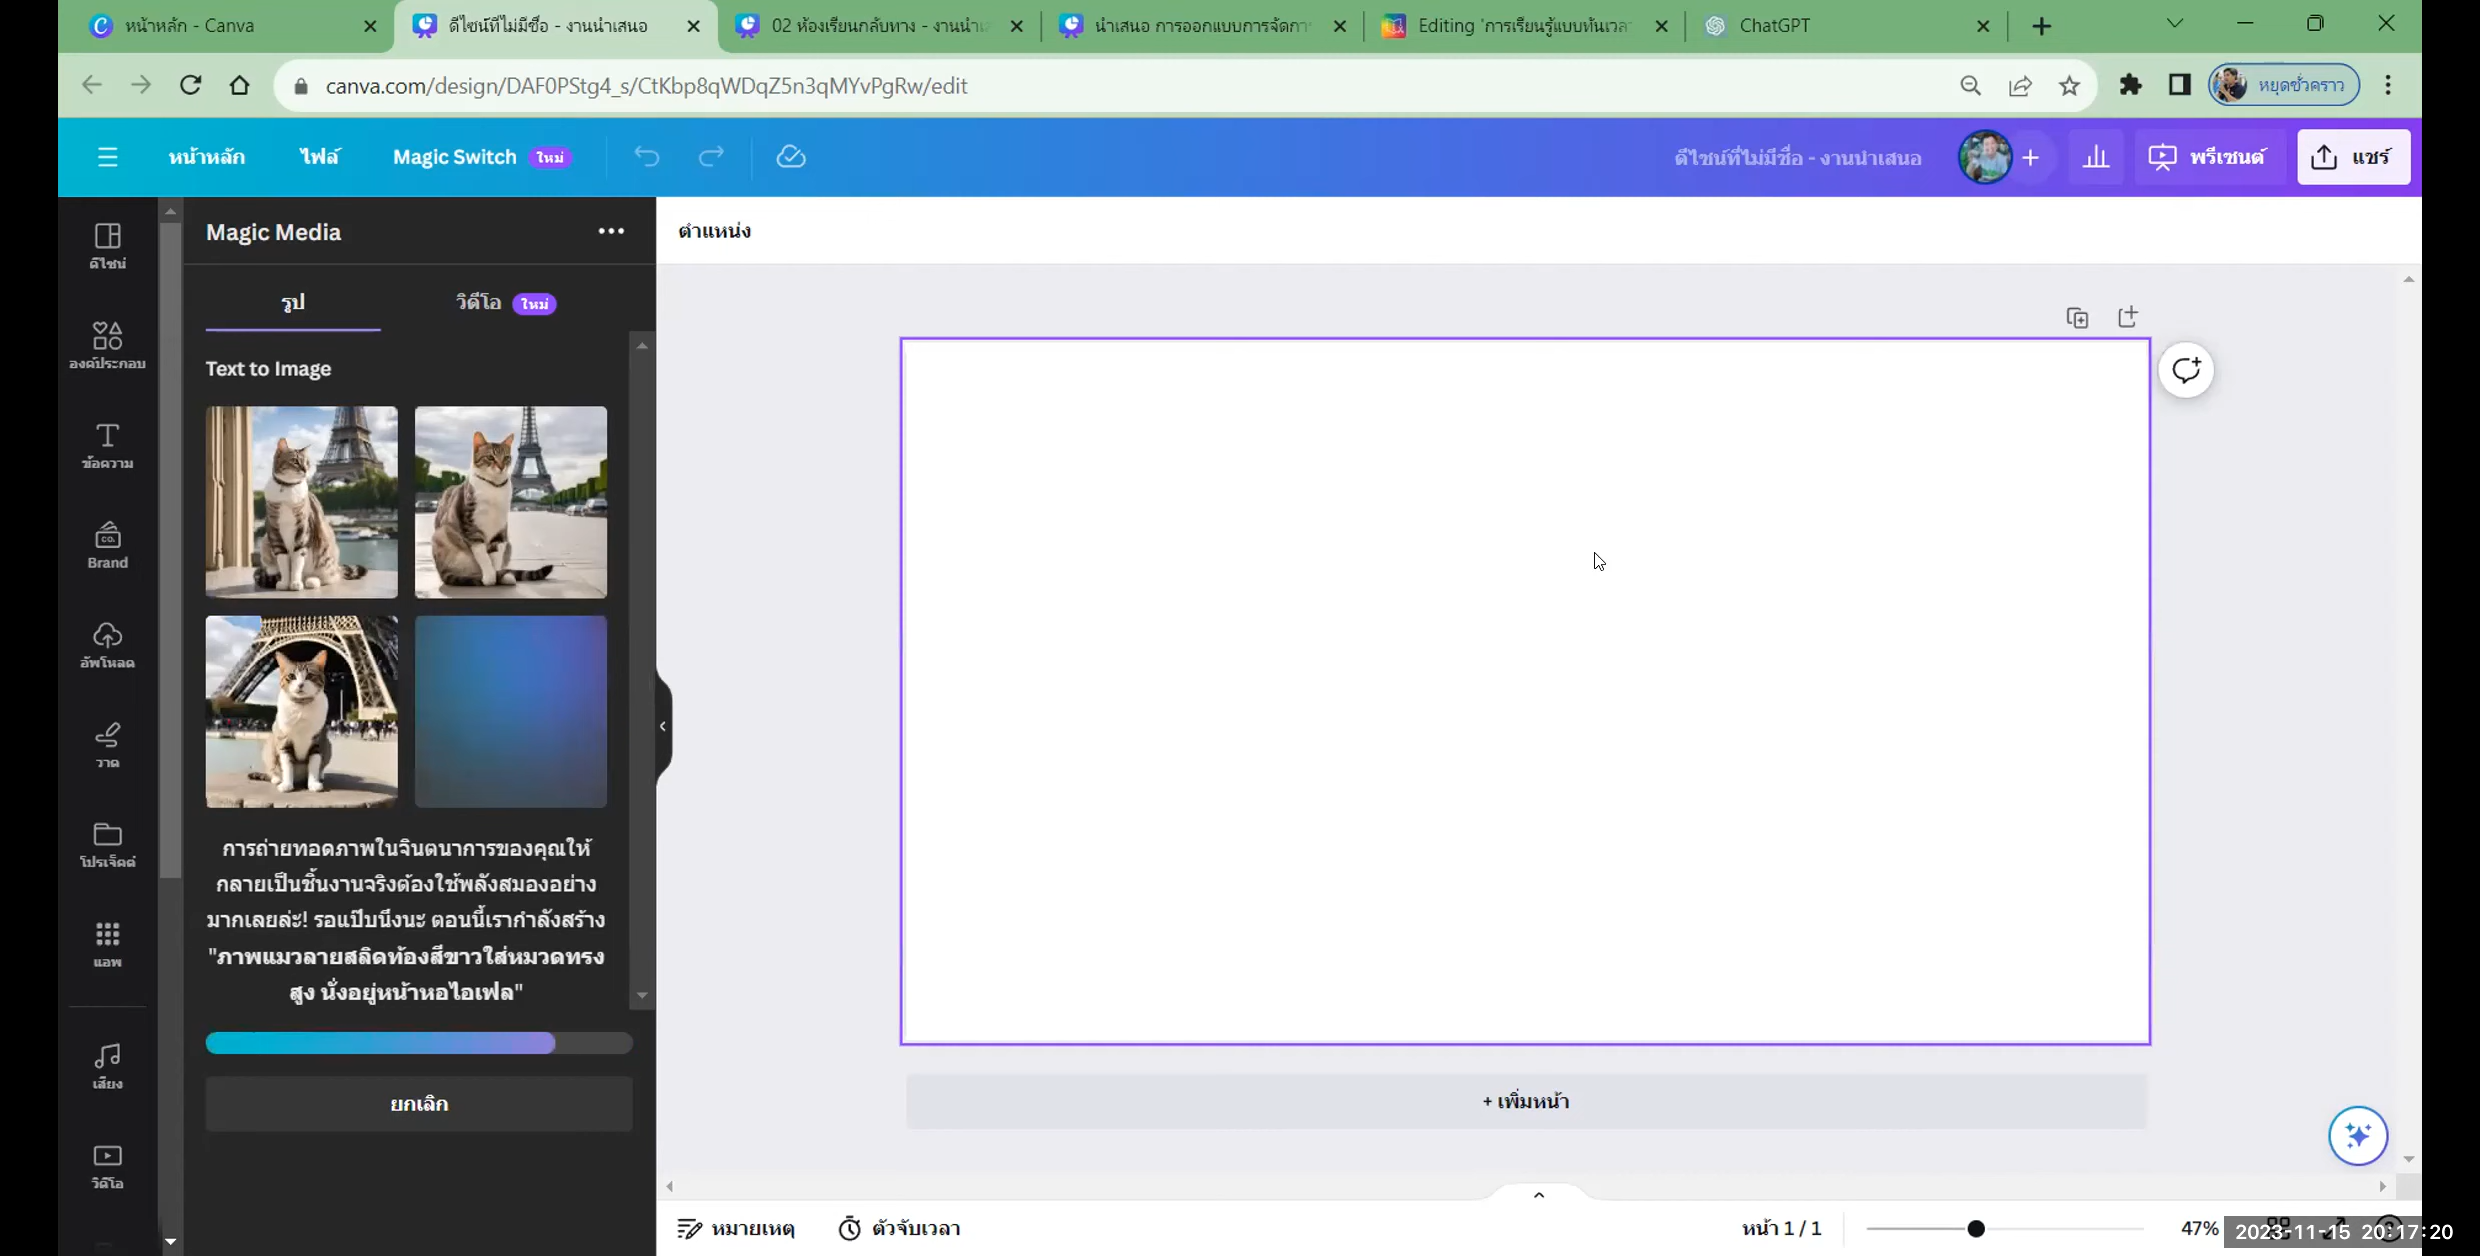 หน้าหลัก - Canva
ดีไซน์ที่ไม่มีชื่อ - งานนำเสนอ
02 ห้องเรียนกลับทาง - งานนำเ
นำเสนอ การออกแบบการจัดกา
Editing 'การเรียนรู้แบบทันเวลา
ChatGPT
canva.com/design/DAF0PStg4_s/CtKbp8qWDqZ5n3qMYvPgRw/edit
หยุดชั่วคราว
หน้าหลัก
ไฟล์
Magic Switch ใหม่
ดีไซน์ที่ไม่มีชื่อ - งานนำเสนอ
พรีเซนต์
แชร์
ดีไซน์
องค์ประกอบ
ข้อความ
CO.
Brand
อัพโหลด
วาด
โปรเจ็คต์
แอพ
เสียง
วิดีโอ
Magic Media
รูป
วิดีโอ ใหม่
Text to Image
การถ่ายทอดภาพในจินตนาการของคุณให้
กลายเป็นชิ้นงานจริงต้องใช้พลังสมองอย่าง
มากเลยล่ะ! รอแป๊บนึงนะ ตอนนี้เรากำลังสร้าง
"ภาพแมวลายสลิดท้องสีขาวใส่หมวดทรง
สูง นั่งอยู่หน้าหอไอเฟล"
ยกเลิก
ตำแหน่ง
+ เพิ่มหน้า
หมายเหตุ
ตัวจับเวลา
หน้า 1 / 1
47%
2023-11-15 20:17:20